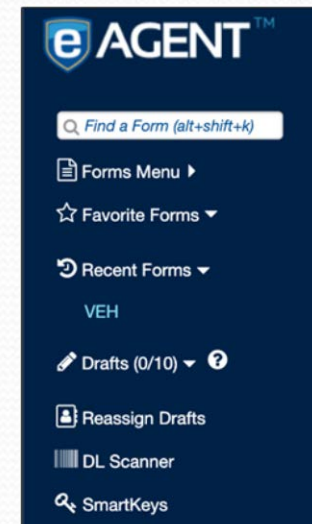 e AGENT™
Find a Form (alt+shift+k)
Forms Menu
Favorite Forms
Recent Forms
VEH
Drafts (0/10) ?
Reassign Drafts
DL Scanner
SmartKeys